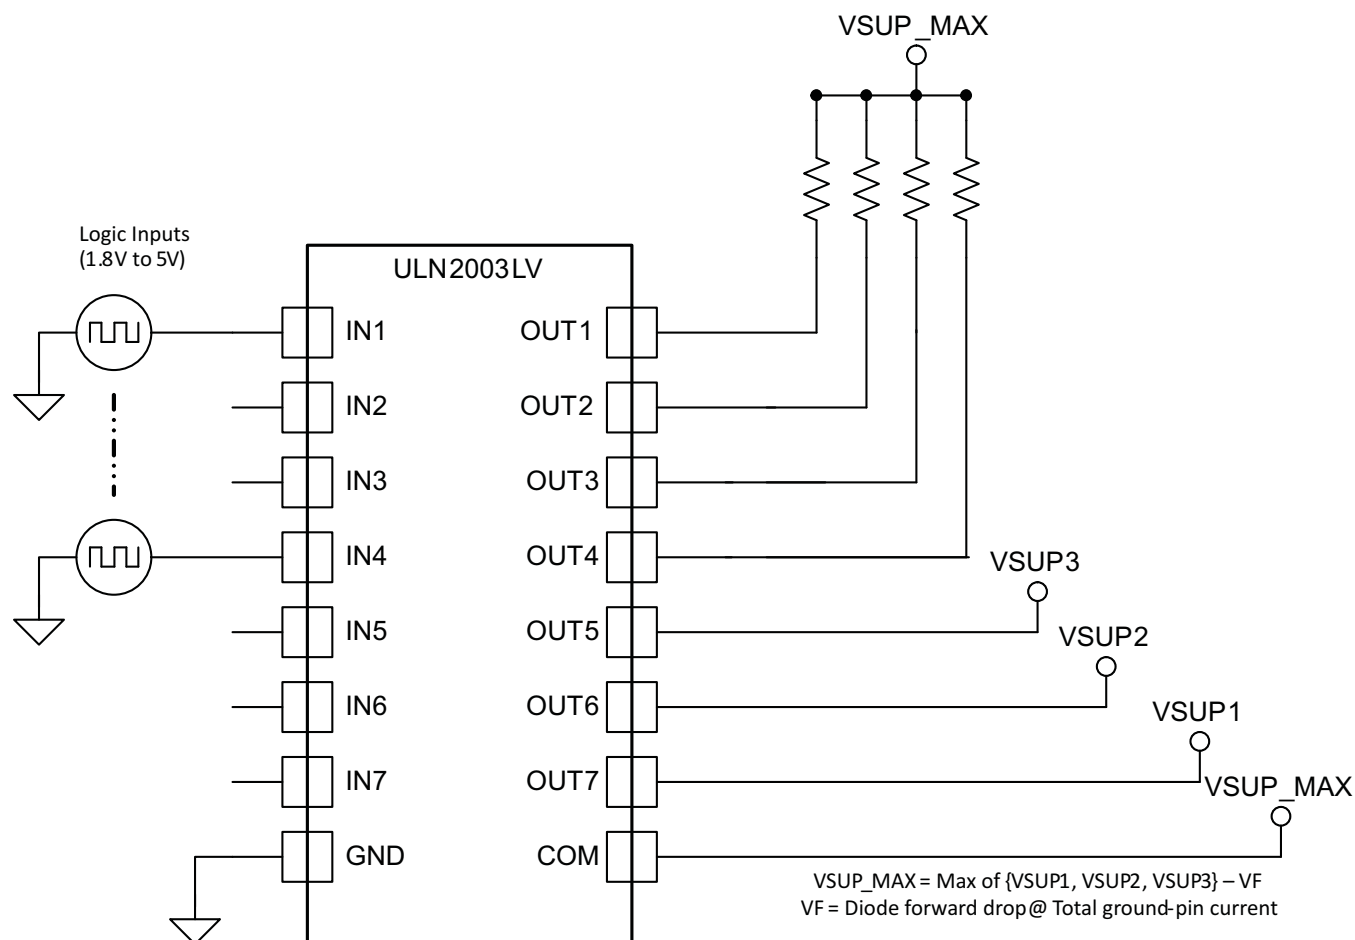 VSUP_MAX
Logic Inputs
(1.8V to 5V)
ULN2003LV
IN1
OUT1
IN2
OUT2
IN3
OUT3
IN4
OUT4
VSUP3
IN5
OUT5
VSUP2
IN6
OUT6
VSUP1
IN7
OUT7
VSUP_MAX
GND
COM
VSUP_MAX = Max of {VSUP1, VSUP2, VSUP3} – VF
VF = Diode forward drop @ Total ground-pin current